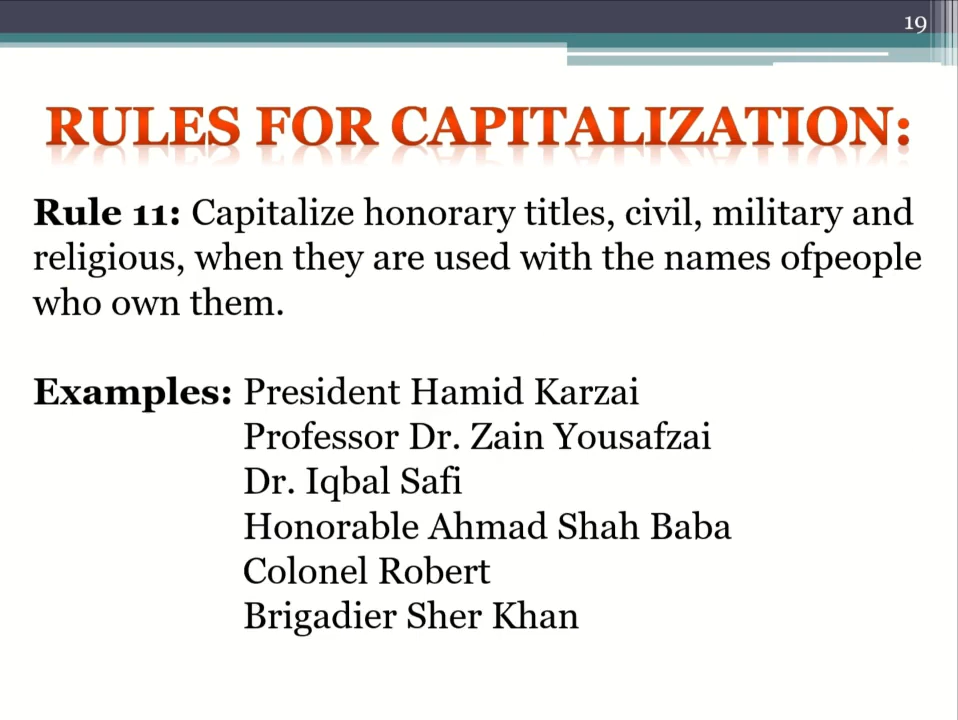 19
RULES FOR CAPITALIZATION:
Rule 11: Capitalize honorary titles, civil, military and
religious, when they are used with the names ofpeople
who own them.
Examples: President Hamid Karzai
Professor Dr. Zain Yousafzai
Dr. Iqbal Safi
Honorable Ahmad Shah Baba
Colonel Robert
Brigadier Sher Khan